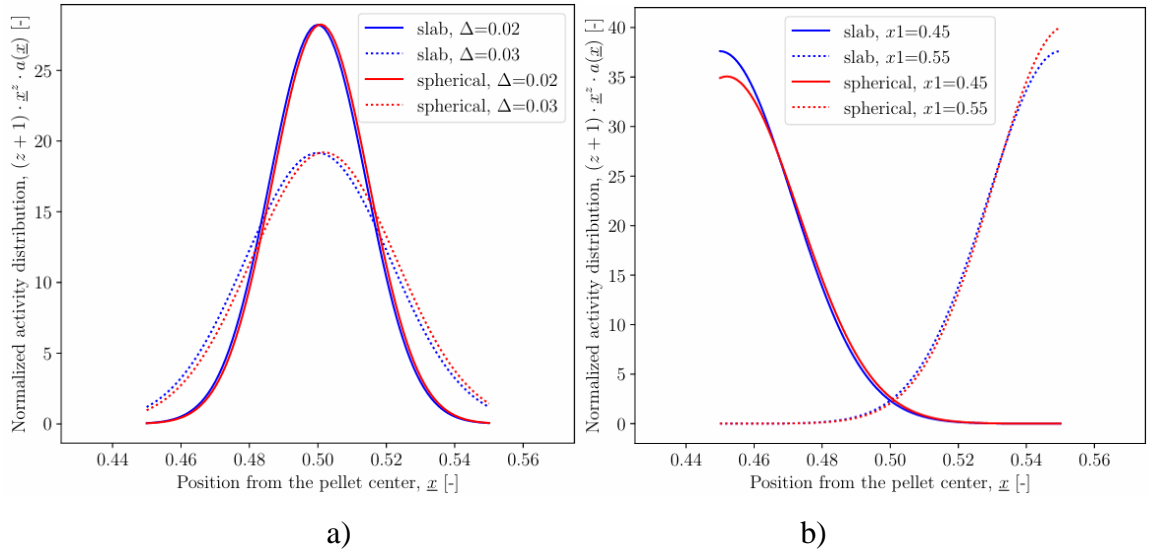 Normalized activity distribution, (z + 1) · x^z · a(x) [-]
25
20
15
10
5
0
0.44 0.46 0.48 0.50 0.52 0.54 0.56
Position from the pellet center, x [-]
slab, Δ=0.02
slab, Δ=0.03
spherical, Δ=0.02
spherical, Δ=0.03
a)
Normalized activity distribution, (z + 1) · x^z · a(x) [-]
40
35
30
25
20
15
10
5
0
0.44 0.46 0.48 0.50 0.52 0.54 0.56
Position from the pellet center, x [-]
slab, x1=0.45
slab, x1=0.55
spherical, x1=0.45
spherical, x1=0.55
b)